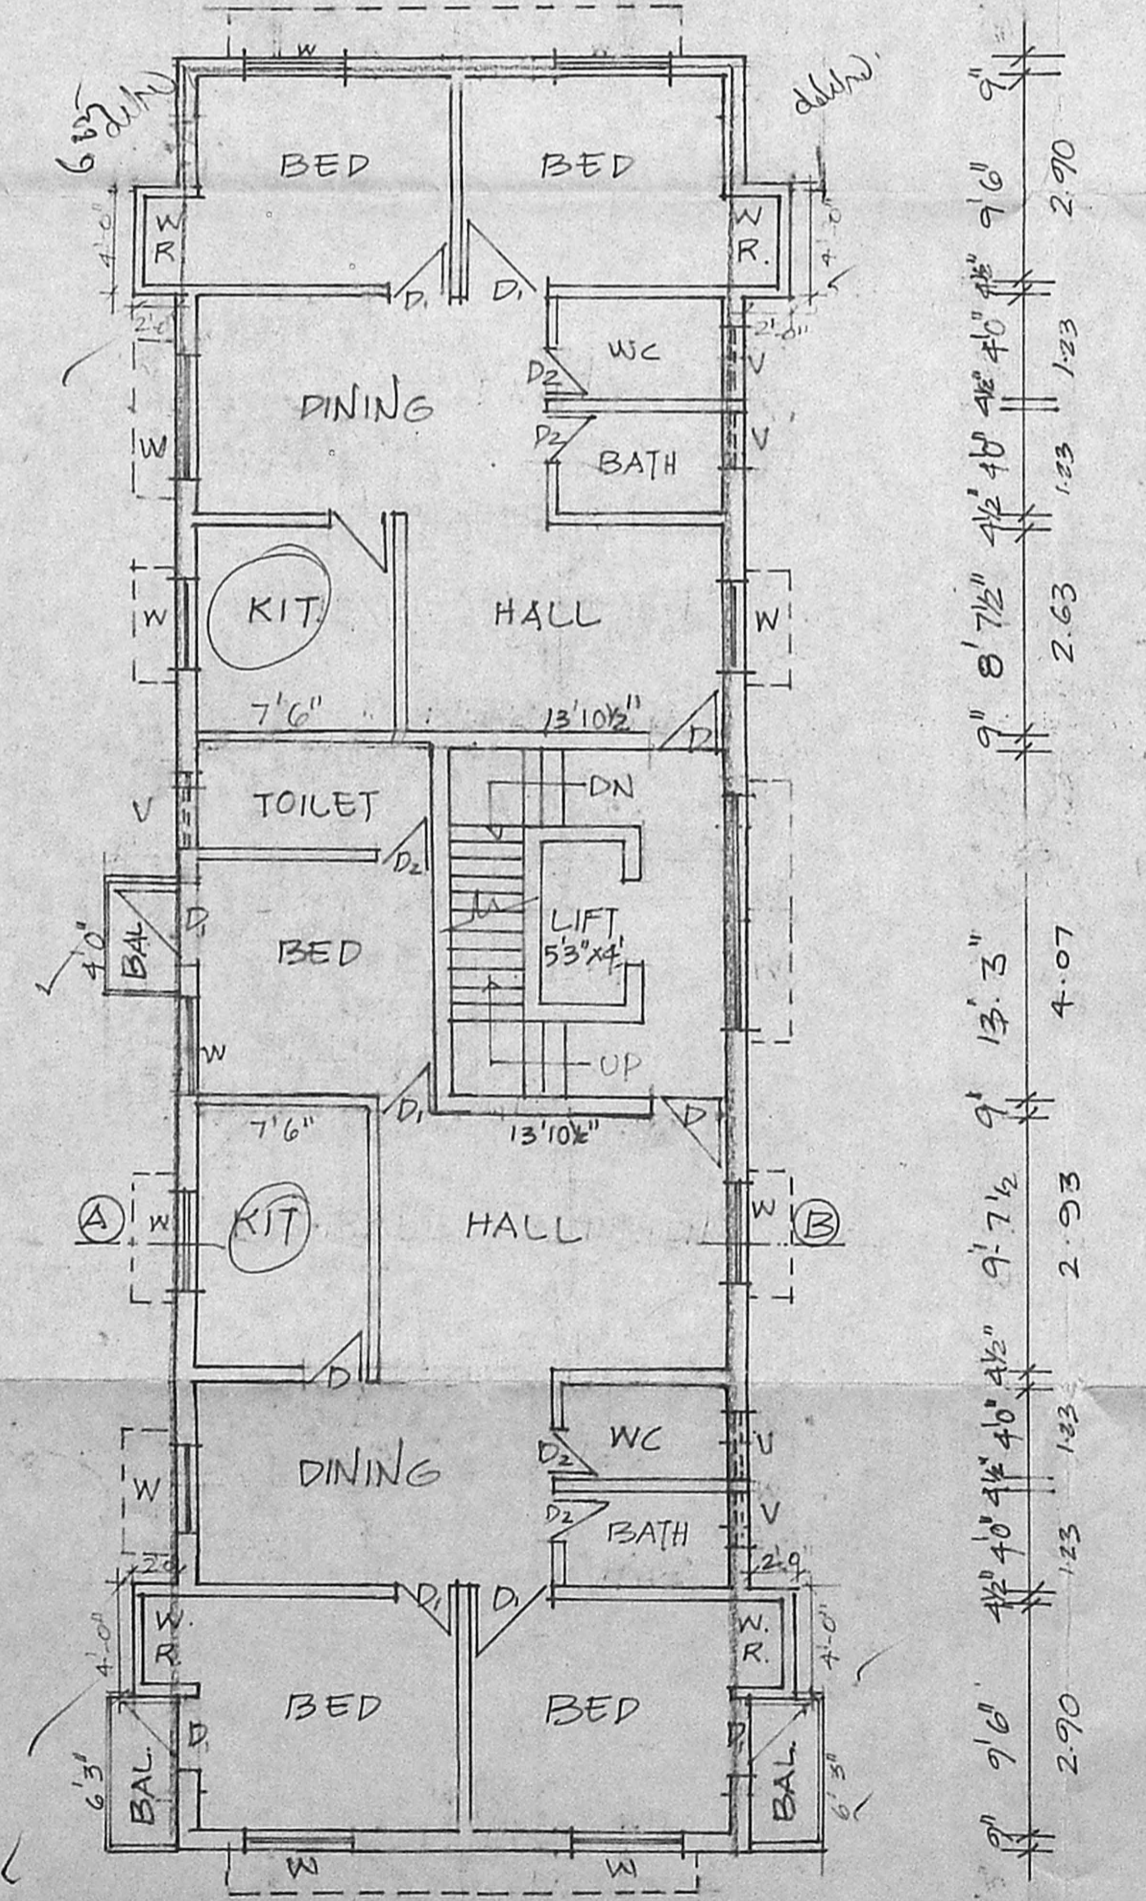 W
W
9"
6
BED
BED
9'6"
2.90
4'-0"
W
R
W
R.
4'-0"
D1
D1
4½"
2'-0"
2'-0"
WC
V
4'0"
1.23
D2
DINING
4½"
W
D2
BATH
V
4'0"
1.23
4½"
W
KIT.
HALL
W
8' 7½"
2.63
7'6"
13'10½"
D
9"
TOILET
DN
V
D2
4'0"
BAL
D
BED
LIFT
5'3"X4'
13'. 3"
4.07
W
UP
D1
D
7'6"
13'10½"
9"
A
W
KIT
HALL
W
B
9'-7½
2.93
D
4½"
WC
V
4'0"
1.23
DINING
D2
4½"
W
D2
BATH
V
4'0"
1.23
2'0
2'-9
4½"
D1
D1
4'-0"
W.
R.
W.
R.
4'-0"
BED
BED
9'6"
2.90
D
D
6'3"
BAL.
BAL.
6'3"
9"
W
W